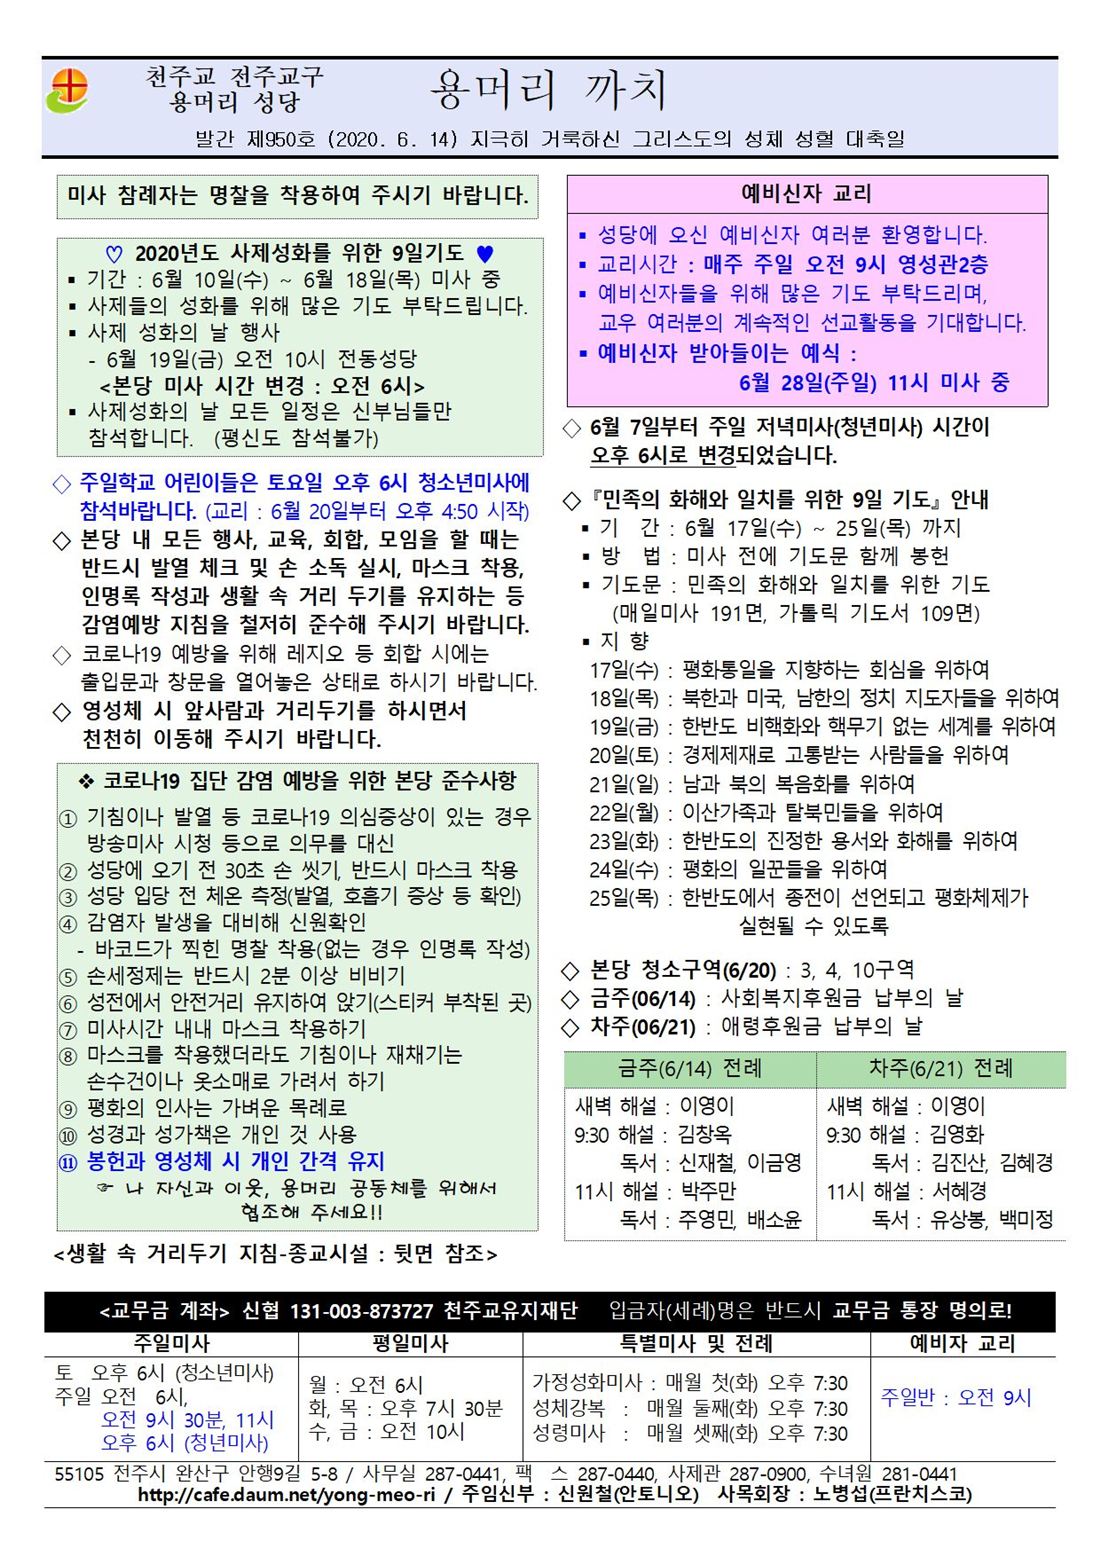 천주교 전주교구
용머리 성당
용머리 까치
발간 제950호 (2020. 6. 14) 지극히 거룩하신 그리스도의 성체 성혈 대축일
미사 참례자는 명찰을 착용하여 주시기 바랍니다.
♡ 2020년도 사제성화를 위한 9일기도 ♥
▪ 기간 : 6월 10일(수) ~ 6월 18일(목) 미사 중
▪ 사제들의 성화를 위해 많은 기도 부탁드립니다.
▪ 사제 성화의 날 행사
- 6월 19일(금) 오전 10시 전동성당
<본당 미사 시간 변경 : 오전 6시>
▪ 사제성화의 날 모든 일정은 신부님들만
참석합니다. (평신도 참석불가)
◇ 주일학교 어린이들은 토요일 오후 6시 청소년미사에
참석바랍니다. (교리 : 6월 20일부터 오후 4:50 시작)
◇ 본당 내 모든 행사, 교육, 회합, 모임을 할 때는
반드시 발열 체크 및 손 소독 실시, 마스크 착용,
인명록 작성과 생활 속 거리 두기를 유지하는 등
감염예방 지침을 철저히 준수해 주시기 바랍니다.
◇ 코로나19 예방을 위해 레지오 등 회합 시에는
출입문과 창문을 열어놓은 상태로 하시기 바랍니다.
◇ 영성체 시 앞사람과 거리두기를 하시면서
천천히 이동해 주시기 바랍니다.
❖ 코로나19 집단 감염 예방을 위한 본당 준수사항
① 기침이나 발열 등 코로나19 의심증상이 있는 경우
방송미사 시청 등으로 의무를 대신
② 성당에 오기 전 30초 손 씻기, 반드시 마스크 착용
③ 성당 입당 전 체온 측정(발열, 호흡기 증상 등 확인)
④ 감염자 발생을 대비해 신원확인
- 바코드가 찍힌 명찰 착용(없는 경우 인명록 작성)
⑤ 손세정제는 반드시 2분 이상 비비기
⑥ 성전에서 안전거리 유지하여 앉기(스티커 부착된 곳)
⑦ 미사시간 내내 마스크 착용하기
⑧ 마스크를 착용했더라도 기침이나 재채기는
손수건이나 옷소매로 가려서 하기
⑨ 평화의 인사는 가벼운 목례로
⑩ 성경과 성가책은 개인 것 사용
⑪ 봉헌과 영성체 시 개인 간격 유지
☞ 나 자신과 이웃, 용머리 공동체를 위해서
협조해 주세요!!
<생활 속 거리두기 지침-종교시설 : 뒷면 참조>
예비신자 교리
▪ 성당에 오신 예비신자 여러분 환영합니다.
▪ 교리시간 : 매주 주일 오전 9시 영성관2층
▪ 예비신자들을 위해 많은 기도 부탁드리며,
교우 여러분의 계속적인 선교활동을 기대합니다.
▪ 예비신자 받아들이는 예식 :
6월 28일(주일) 11시 미사 중
◇ 6월 7일부터 주일 저녁미사(청년미사) 시간이
오후 6시로 변경되었습니다.
◇『민족의 화해와 일치를 위한 9일 기도』안내
▪ 기 간 : 6월 17일(수) ~ 25일(목) 까지
▪ 방 법 : 미사 전에 기도문 함께 봉헌
▪ 기도문 : 민족의 화해와 일치를 위한 기도
(매일미사 191면, 가톨릭 기도서 109면)
▪ 지 향
17일(수) : 평화통일을 지향하는 회심을 위하여
18일(목) : 북한과 미국, 남한의 정치 지도자들을 위하여
19일(금) : 한반도 비핵화와 핵무기 없는 세계를 위하여
20일(토) : 경제제재로 고통받는 사람들을 위하여
21일(일) : 남과 북의 복음화를 위하여
22일(월) : 이산가족과 탈북민들을 위하여
23일(화) : 한반도의 진정한 용서와 화해를 위하여
24일(수) : 평화의 일꾼들을 위하여
25일(목) : 한반도에서 종전이 선언되고 평화체제가
실현될 수 있도록
◇ 본당 청소구역(6/20) : 3, 4, 10구역
◇ 금주(06/14) : 사회복지후원금 납부의 날
◇ 차주(06/21) : 애령후원금 납부의 날
금주(6/14) 전례 차주(6/21) 전례
새벽 해설 : 이영이 새벽 해설 : 이영이
9:30 해설 : 김창옥 9:30 해설 : 김영화
독서 : 신재철, 이금영 독서 : 김진산, 김혜경
11시 해설 : 박주만 11시 해설 : 서혜경
독서 : 주영민, 배소윤 독서 : 유상봉, 백미정
<교무금 계좌> 신협 131-003-873727 천주교유지재단 입금자(세례)명은 반드시 교무금 통장 명의로!
주일미사 평일미사 특별미사 및 전례 예비자 교리
토 오후 6시 (청소년미사)
주일 오전 6시,
오전 9시 30분, 11시
오후 6시 (청년미사)
월 : 오전 6시
화, 목 : 오후 7시 30분
수, 금 : 오전 10시
가정성화미사 : 매월 첫(화) 오후 7:30
성체강복 : 매월 둘째(화) 오후 7:30
성령미사 : 매월 셋째(화) 오후 7:30
주일반 : 오전 9시
55105 전주시 완산구 안행9길 5-8 / 사무실 287-0441, 팩 스 287-0440, 사제관 287-0900, 수녀원 281-0441
http://cafe.daum.net/yong-meo-ri / 주임신부 : 신원철(안토니오) 사목회장 : 노병섭(프란치스코)